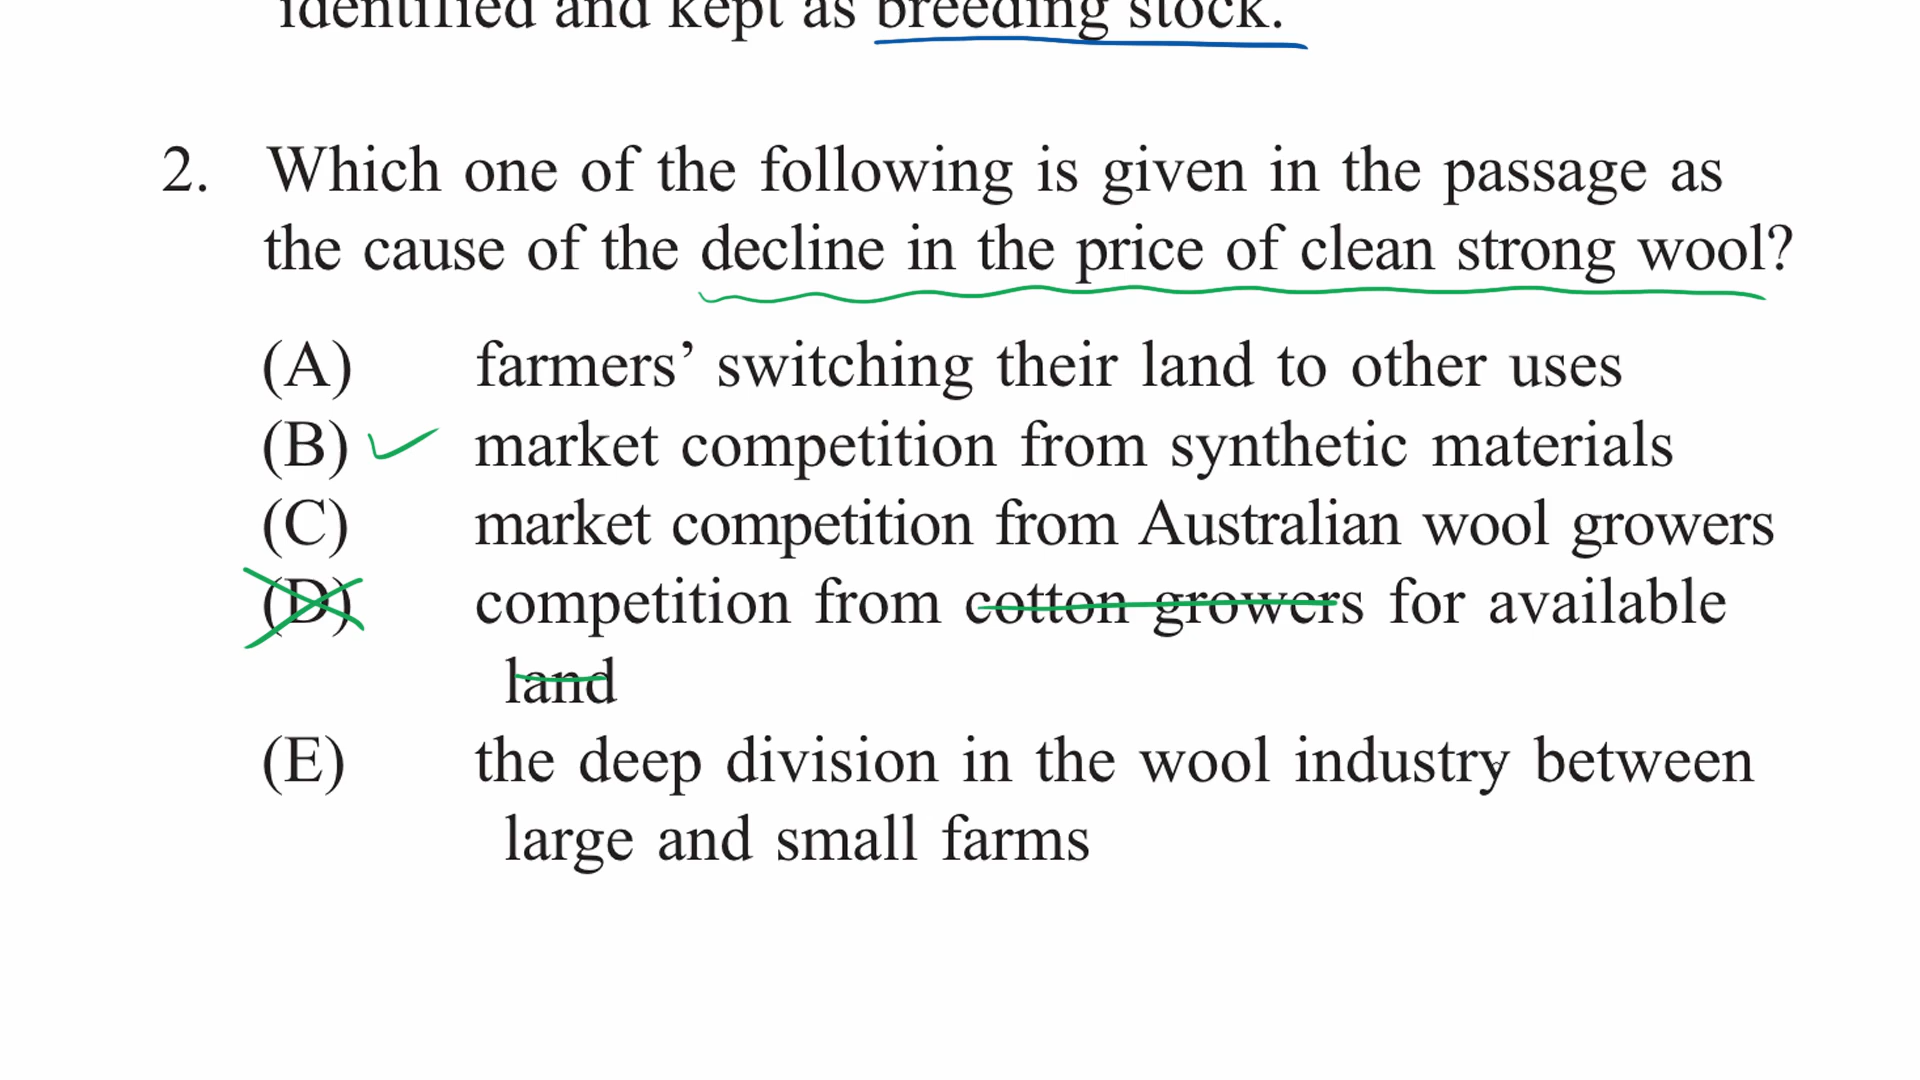 identified and kept as breeding stock.
2. Which one of the following is given in the passage as
the cause of the decline in the price of clean strong wool?
(A) farmers’ switching their land to other uses
(B) market competition from synthetic materials
(C) market competition from Australian wool growers
(D) competition from cotton growers for available
land
(E) the deep division in the wool industry between
large and small farms